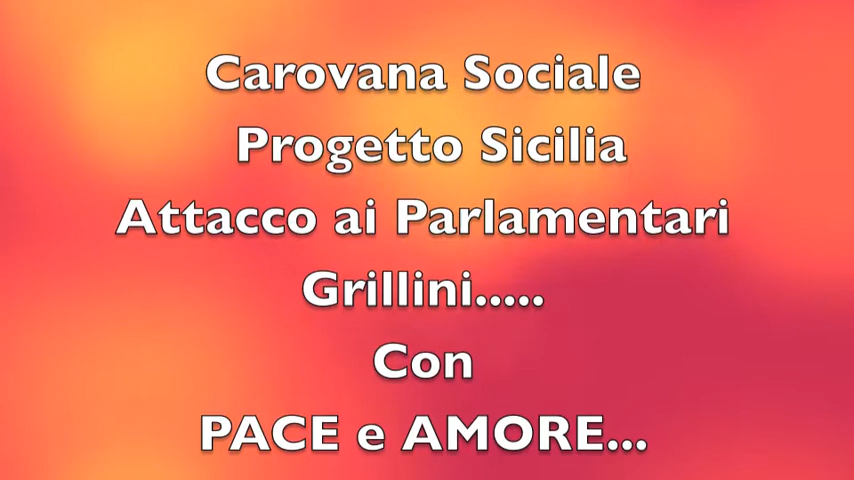 Carovana Sociale
Progetto Sicilia
Attacco ai Parlamentari
Grillini.....
Con
PACE e AMORE...